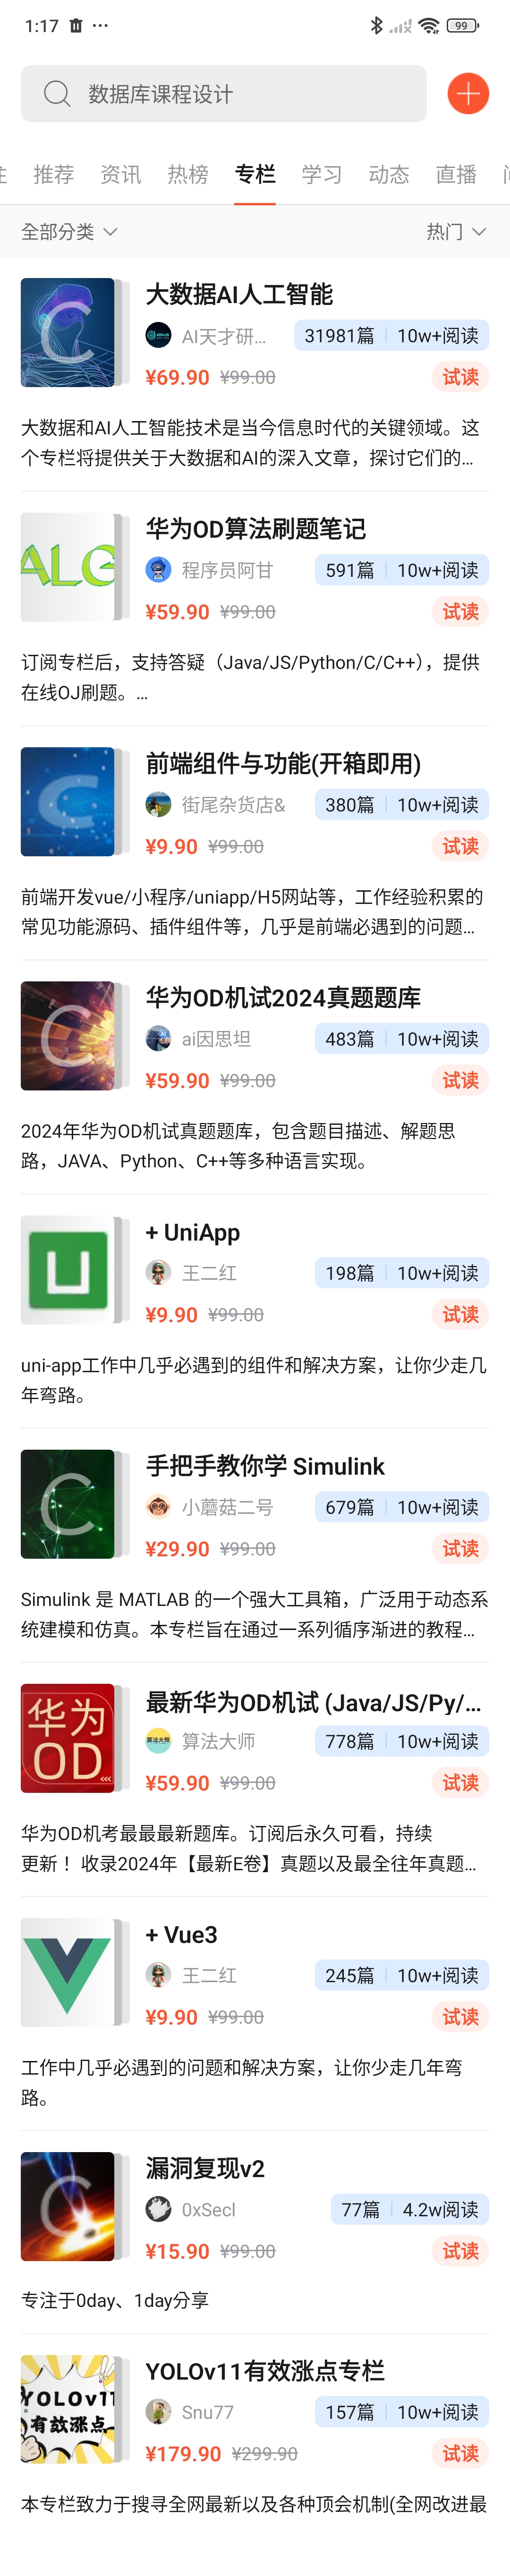 1:17 ···
99
数据库课程设计
推荐 资讯 热榜 专栏 学习 动态 直播
全部分类 热门
大数据AI人工智能
AI天才研... 31981篇 10w+阅读
¥69.90 ¥99.00 试读
大数据和AI人工智能技术是当今信息时代的关键领域。这
个专栏将提供关于大数据和AI的深入文章，探讨它们的...
ALG
华为OD算法刷题笔记
程序员阿甘 591篇 10w+阅读
¥59.90 ¥99.00 试读
订阅专栏后，支持答疑（Java/JS/Python/C/C++），提供
在线OJ刷题。...
前端组件与功能(开箱即用)
街尾杂货店& 380篇 10w+阅读
¥9.90 ¥99.00 试读
前端开发vue/小程序/uniapp/H5网站等，工作经验积累的
常见功能源码、插件组件等，几乎是前端必遇到的问题...
华为OD机试2024真题题库
ai因思坦 483篇 10w+阅读
¥59.90 ¥99.00 试读
2024年华为OD机试真题题库，包含题目描述、解题思
路，JAVA、Python、C++等多种语言实现。
+ UniApp
王二红 198篇 10w+阅读
¥9.90 ¥99.00 试读
uni-app工作中几乎必遇到的组件和解决方案，让你少走几
年弯路。
手把手教你学 Simulink
小蘑菇二号 679篇 10w+阅读
¥29.90 ¥99.00 试读
Simulink 是 MATLAB 的一个强大工具箱，广泛用于动态系
统建模和仿真。本专栏旨在通过一系列循序渐进的教程...
华为
OD
最新华为OD机试 (Java/JS/Py/...
算法大师 算法大师 778篇 10w+阅读
¥59.90 ¥99.00 试读
华为OD机考最最最新题库。订阅后永久可看，持续
更新！ 收录2024年【最新E卷】真题以及最全往年真题...
+ Vue3
王二红 245篇 10w+阅读
¥9.90 ¥99.00 试读
工作中几乎必遇到的问题和解决方案，让你少走几年弯
路。
漏洞复现v2
0xSecl 77篇 4.2w阅读
¥15.90 ¥99.00 试读
专注于0day、1day分享
YOLOv11
有效涨点
YOLOv11有效涨点专栏
Snu77 157篇 10w+阅读
¥179.90 ¥299.90 试读
本专栏致力于搜寻全网最新以及各种顶会机制(全网改进最